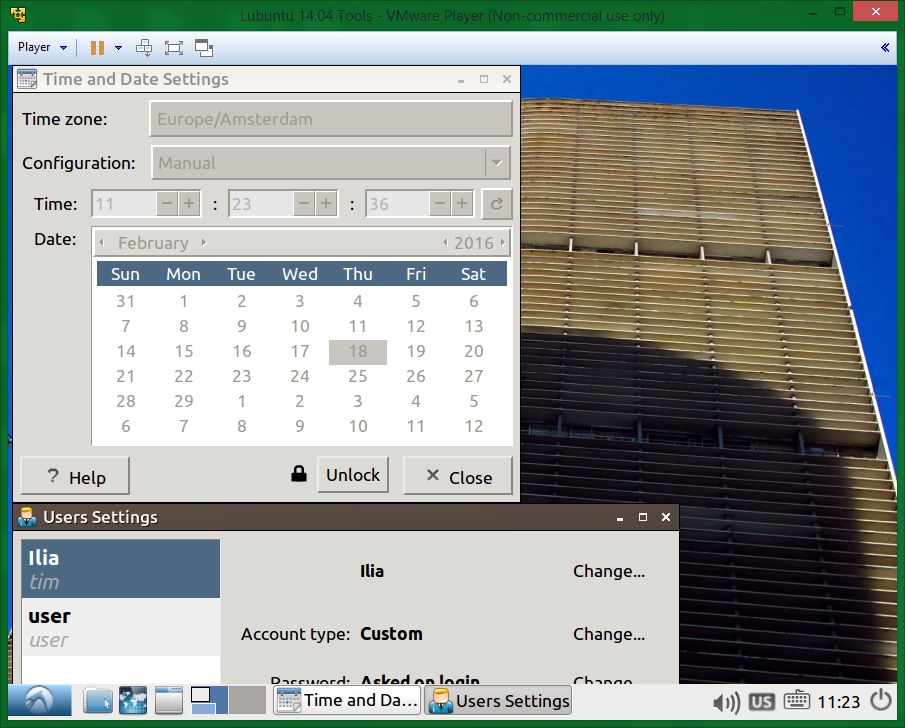 Lubuntu 14.04 Tools - VMware Player (Non-commercial use only)
Player
Time and Date Settings
Time zone: Europe/Amsterdam
Configuration: Manual
Time: 11 : 23 : 36
Date: February 2016
Sun Mon Tue Wed Thu Fri Sat
31 1 2 3 4 5 6
7 8 9 10 11 12 13
14 15 16 17 18 19 20
21 22 23 24 25 26 27
28 29 1 2 3 4 5
6 7 8 9 10 11 12
? Help Unlock Close
Users Settings
Ilia
tim
Ilia Change...
user
user
Account type: Custom Change...
Password: Asked on login Change...
Time and Da... Users Settings US 11:23